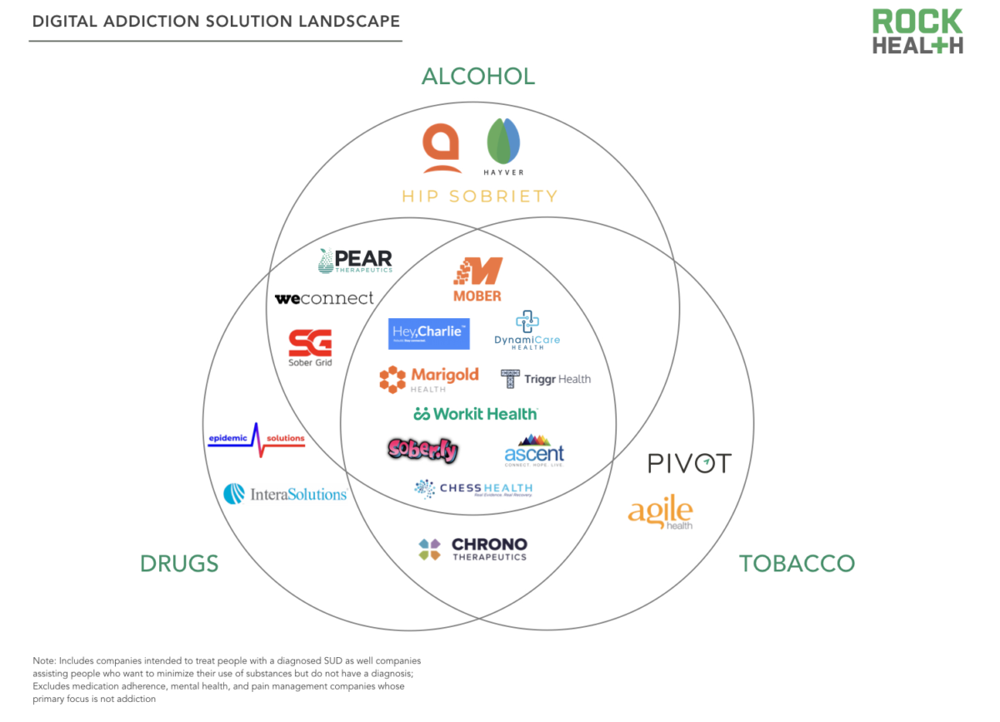 DIGITAL ADDICTION SOLUTION LANDSCAPE
ROCK
HEALTH
ALCOHOL
HAYVER
HIP SOBRIETY
PEAR
THERAPEUTICS
weconnect
SG
Sober Grid
MOBER
Hey,Charlie™
DynamiCare
HEALTH
Marigold
HEALTH
Triggr Health
Workit Health
sober.ly
ascent
CONNECT. HOPE. LIVE.
CHESS HEALTH
Real Evidence. Real Recovery.
epidemic solutions
InteraSolutions
PIVOT
agile
health
CHRONO
THERAPEUTICS
DRUGS
TOBACCO
Note: Includes companies intended to treat people with a diagnosed SUD as well companies
assisting people who want to minimize their use of substances but do not have a diagnosis;
Excludes medication adherence, mental health, and pain management companies whose
primary focus is not addiction